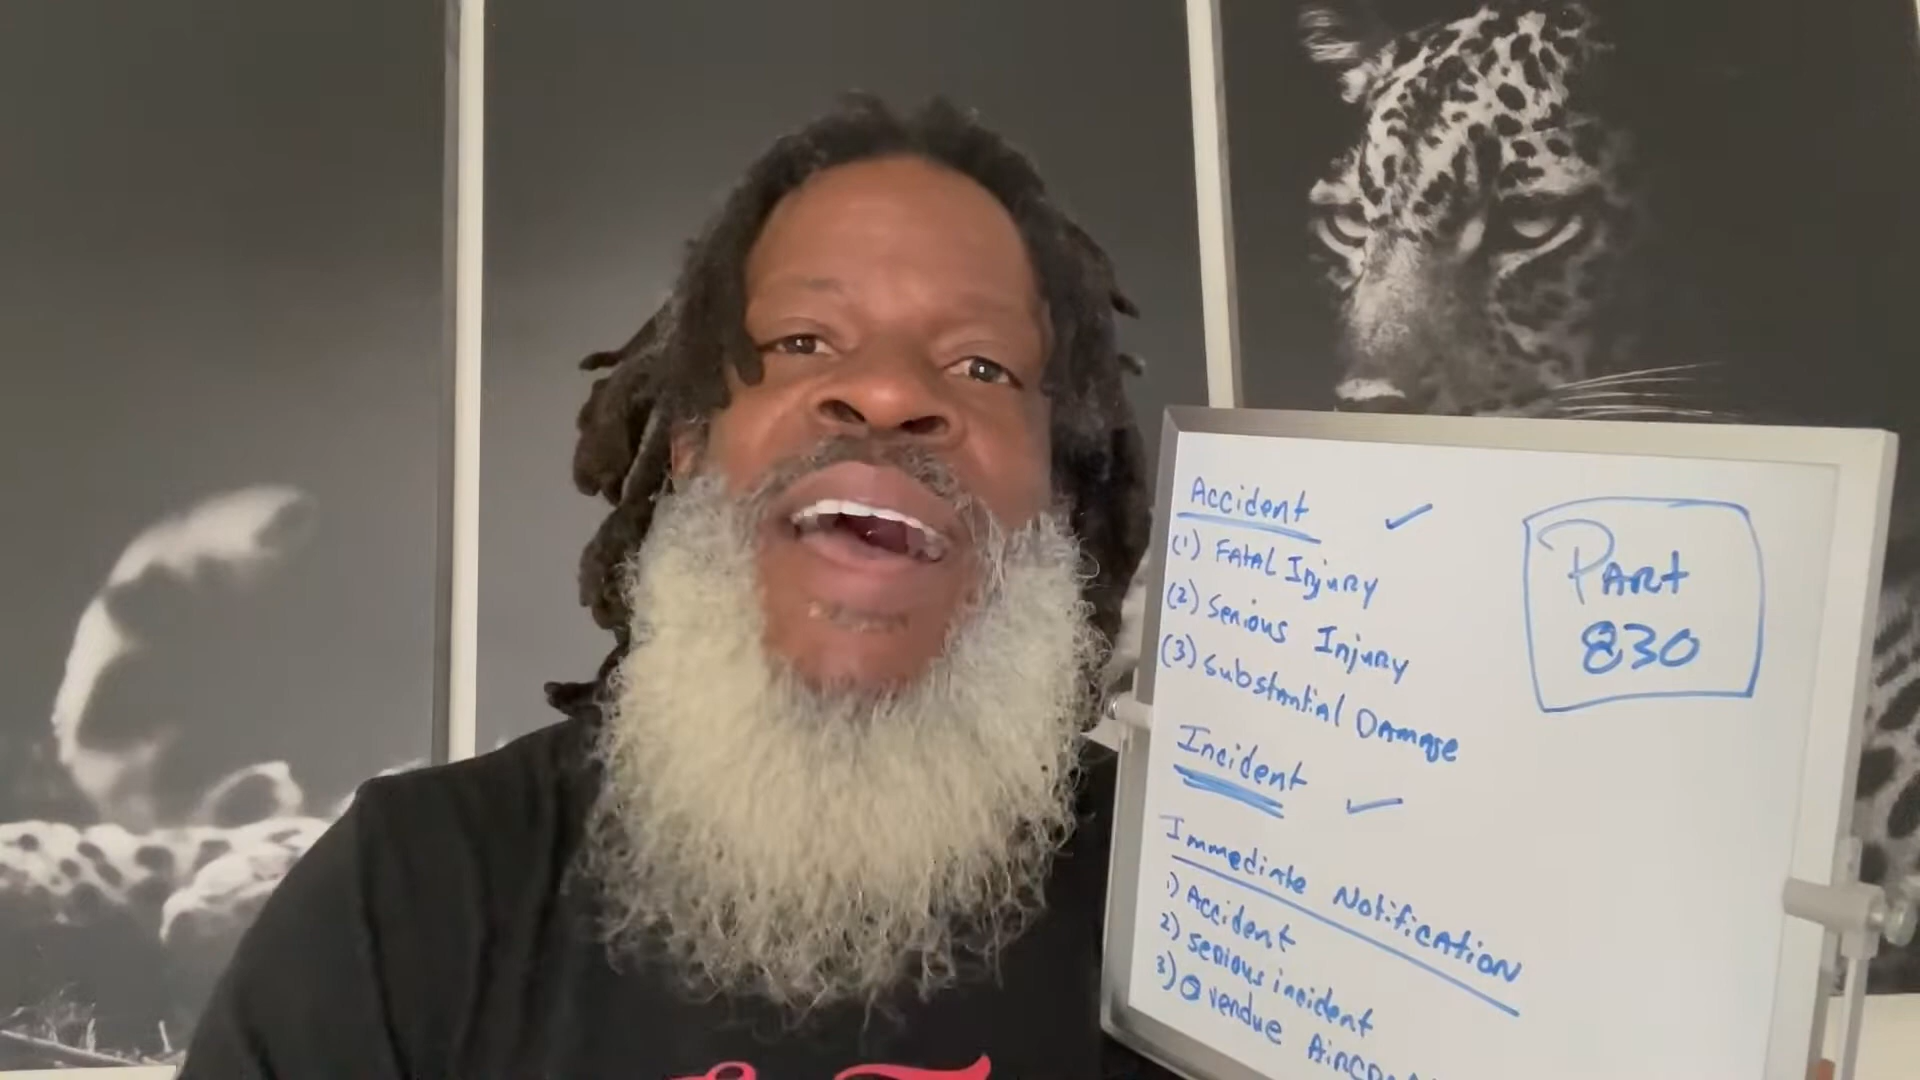 Accident ✓
(1) Fatal Injury
(2) Serious Injury
(3) Substantial Damage
Incident ✓
Immediate Notification
1) Accident
2) serious incident
3) Overdue
Part
830